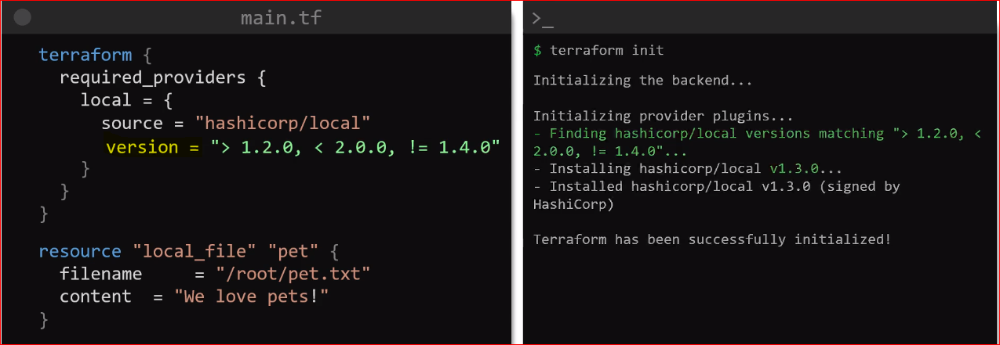 main.tf
terraform {
  required_providers {
    local = {
      source = "hashicorp/local"
      version = "> 1.2.0, < 2.0.0, != 1.4.0"
    }
  }
}
resource "local_file" "pet" {
  filename     = "/root/pet.txt"
  content  = "We love pets!"
}
>_
$ terraform init
Initializing the backend...
Initializing provider plugins...
- Finding hashicorp/local versions matching "> 1.2.0, <
2.0.0, != 1.4.0"...
- Installing hashicorp/local v1.3.0...
- Installed hashicorp/local v1.3.0 (signed by
HashiCorp)
Terraform has been successfully initialized!